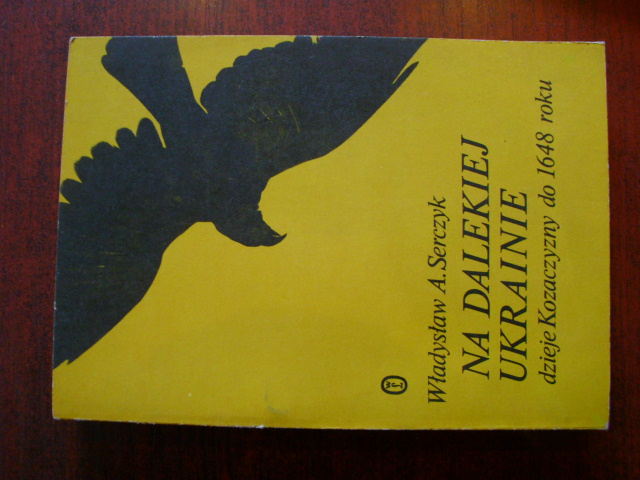 Władysław A. Serczyk
NA DALEKIEJ
UKRAINIE
dzieje Kozaczyzny do 1648 roku